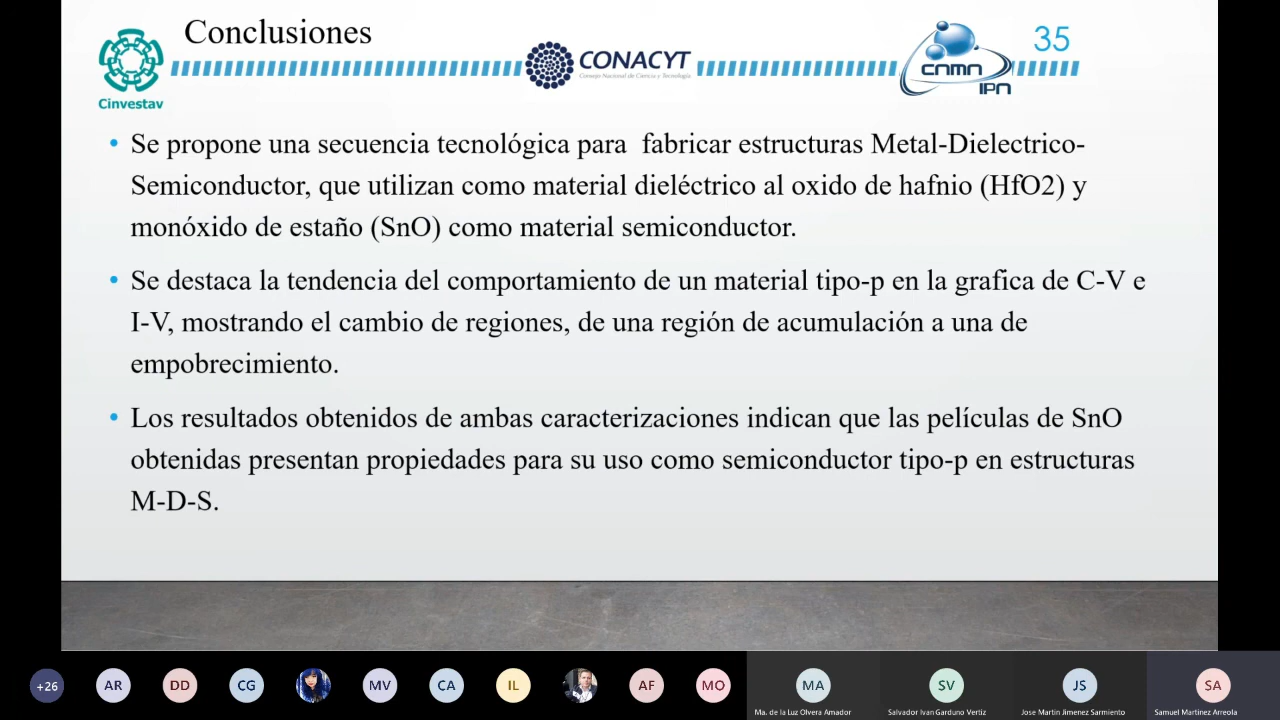 Conclusiones
35
Cinvestav
CONACYT
Consejo Nacional de Ciencia y Tecnología
cnmn
IPN
• Se propone una secuencia tecnológica para  fabricar estructuras Metal-Dielectrico-
Semiconductor, que utilizan como material dieléctrico al oxido de hafnio (HfO2) y
monóxido de estaño (SnO) como material semiconductor.
• Se destaca la tendencia del comportamiento de un material tipo-p en la grafica de C-V e
I-V, mostrando el cambio de regiones, de una región de acumulación a una de
empobrecimiento.
• Los resultados obtenidos de ambas caracterizaciones indican que las películas de SnO
obtenidas presentan propiedades para su uso como semiconductor tipo-p en estructuras
M-D-S.
+26 AR DD CG MV CA IL AF MO MA SV JS SA
Ma. de la Luz Olvera Amador Salvador Ivan Garduno Vertiz Jose Martin Jimenez Sarmiento Samuel Martinez Arreola